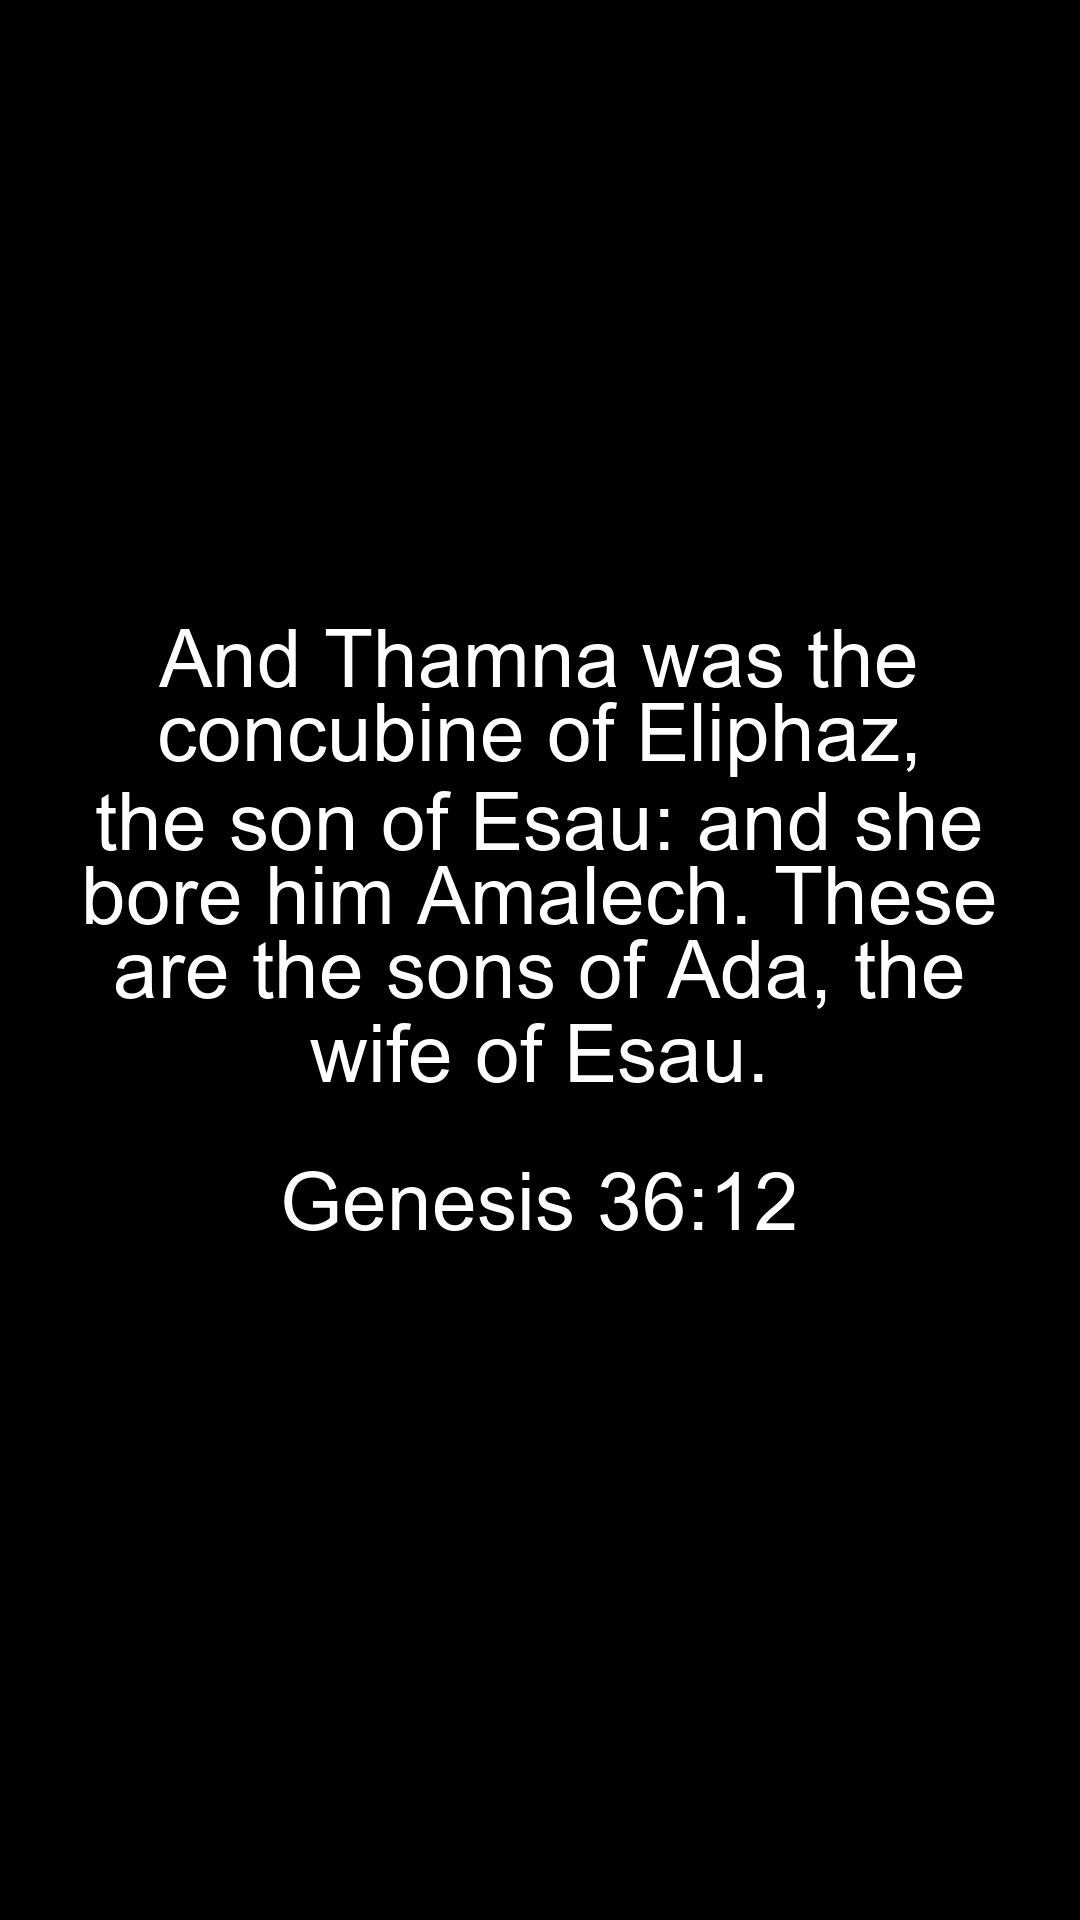 And Thamna was the
concubine of Eliphaz,
the son of Esau: and she
bore him Amalech. These
are the sons of Ada, the
wife of Esau.
Genesis 36:12